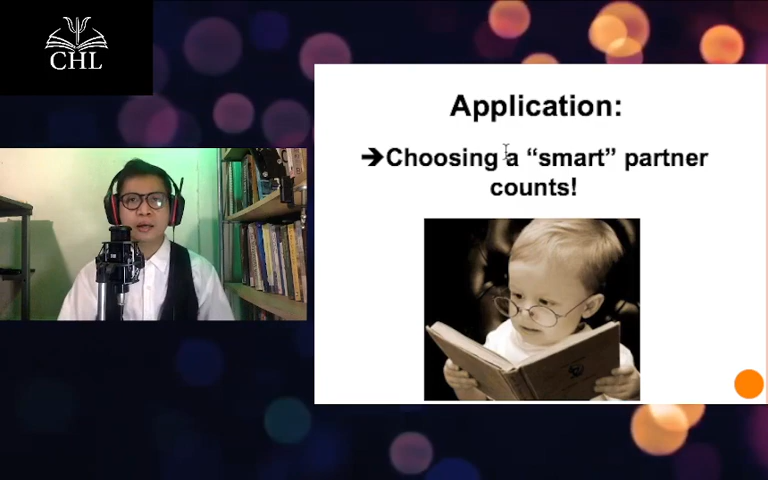 CHL
Application:
➔Choosing a “smart” partner
counts!